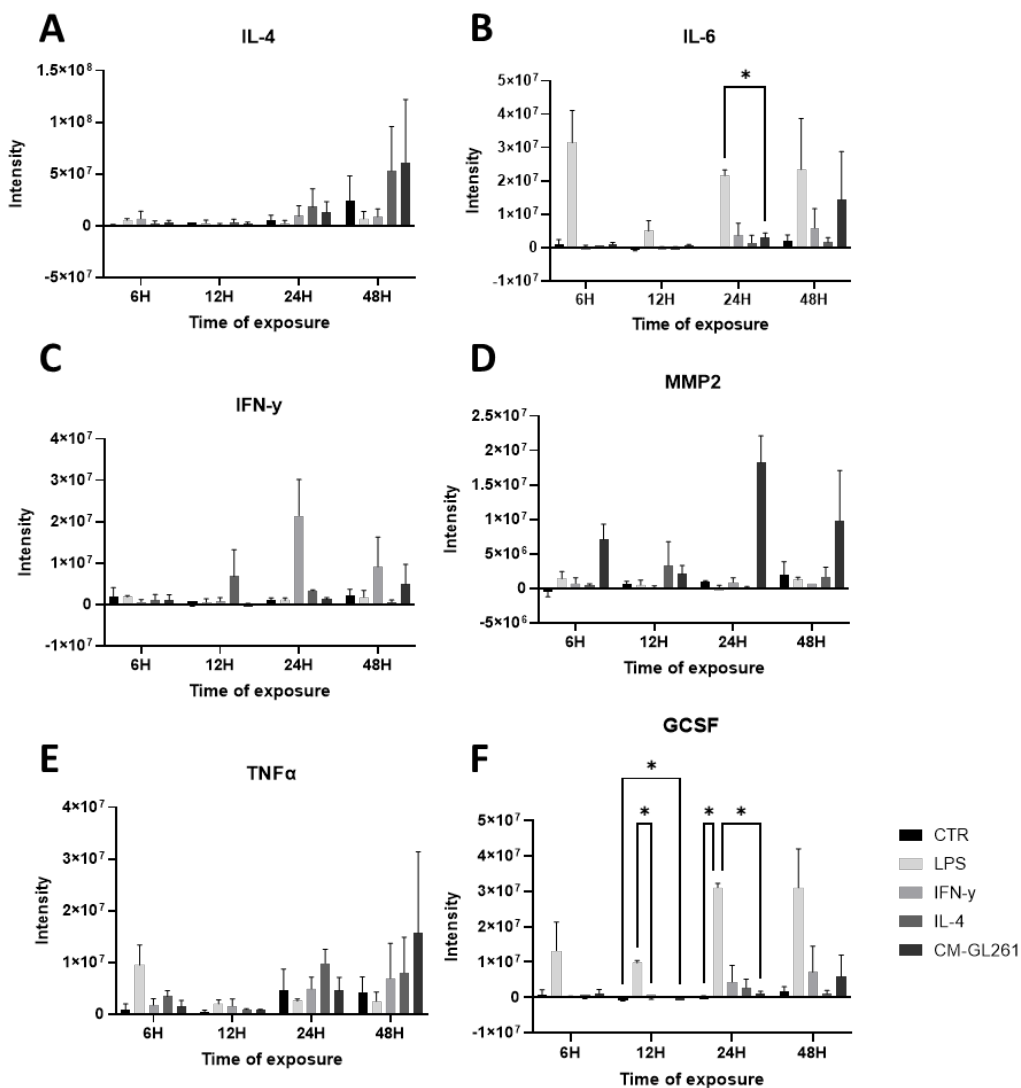 A
IL-4
Intensity
1.5×10⁸
1×10⁸
5×10⁷
0
-5×10⁷
6H 12H 24H 48H
Time of exposure
B
IL-6
Intensity
5×10⁷
4×10⁷
3×10⁷
2×10⁷
1×10⁷
0
-1×10⁷
*
6H 12H 24H 48H
Time of exposure
C
IFN-y
Intensity
4×10⁷
3×10⁷
2×10⁷
1×10⁷
0
-1×10⁷
6H 12H 24H 48H
Time of exposure
D
MMP2
Intensity
2.5×10⁷
2×10⁷
1.5×10⁷
1×10⁷
5×10⁶
0
-5×10⁶
6H 12H 24H 48H
Time of exposure
E
TNFα
Intensity
4×10⁷
3×10⁷
2×10⁷
1×10⁷
0
6H 12H 24H 48H
Time of exposure
F
GCSF
Intensity
5×10⁷
4×10⁷
3×10⁷
2×10⁷
1×10⁷
0
-1×10⁷
*
* * *
6H 12H 24H 48H
Time of exposure
CTR
LPS
IFN-y
IL-4
CM-GL261